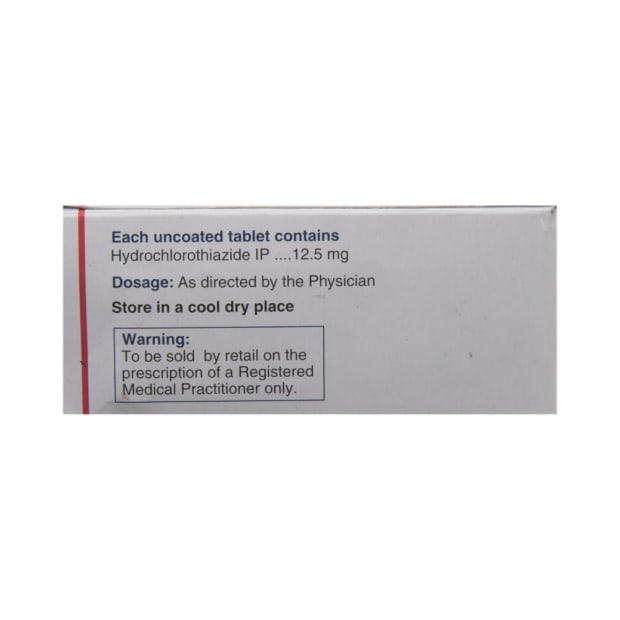 Each uncoated tablet contains
Hydrochlorothiazide IP ....12.5 mg
Dosage: As directed by the Physician
Store in a cool dry place
Warning:
To be sold by retail on the
prescription of a Registered
Medical Practitioner only.